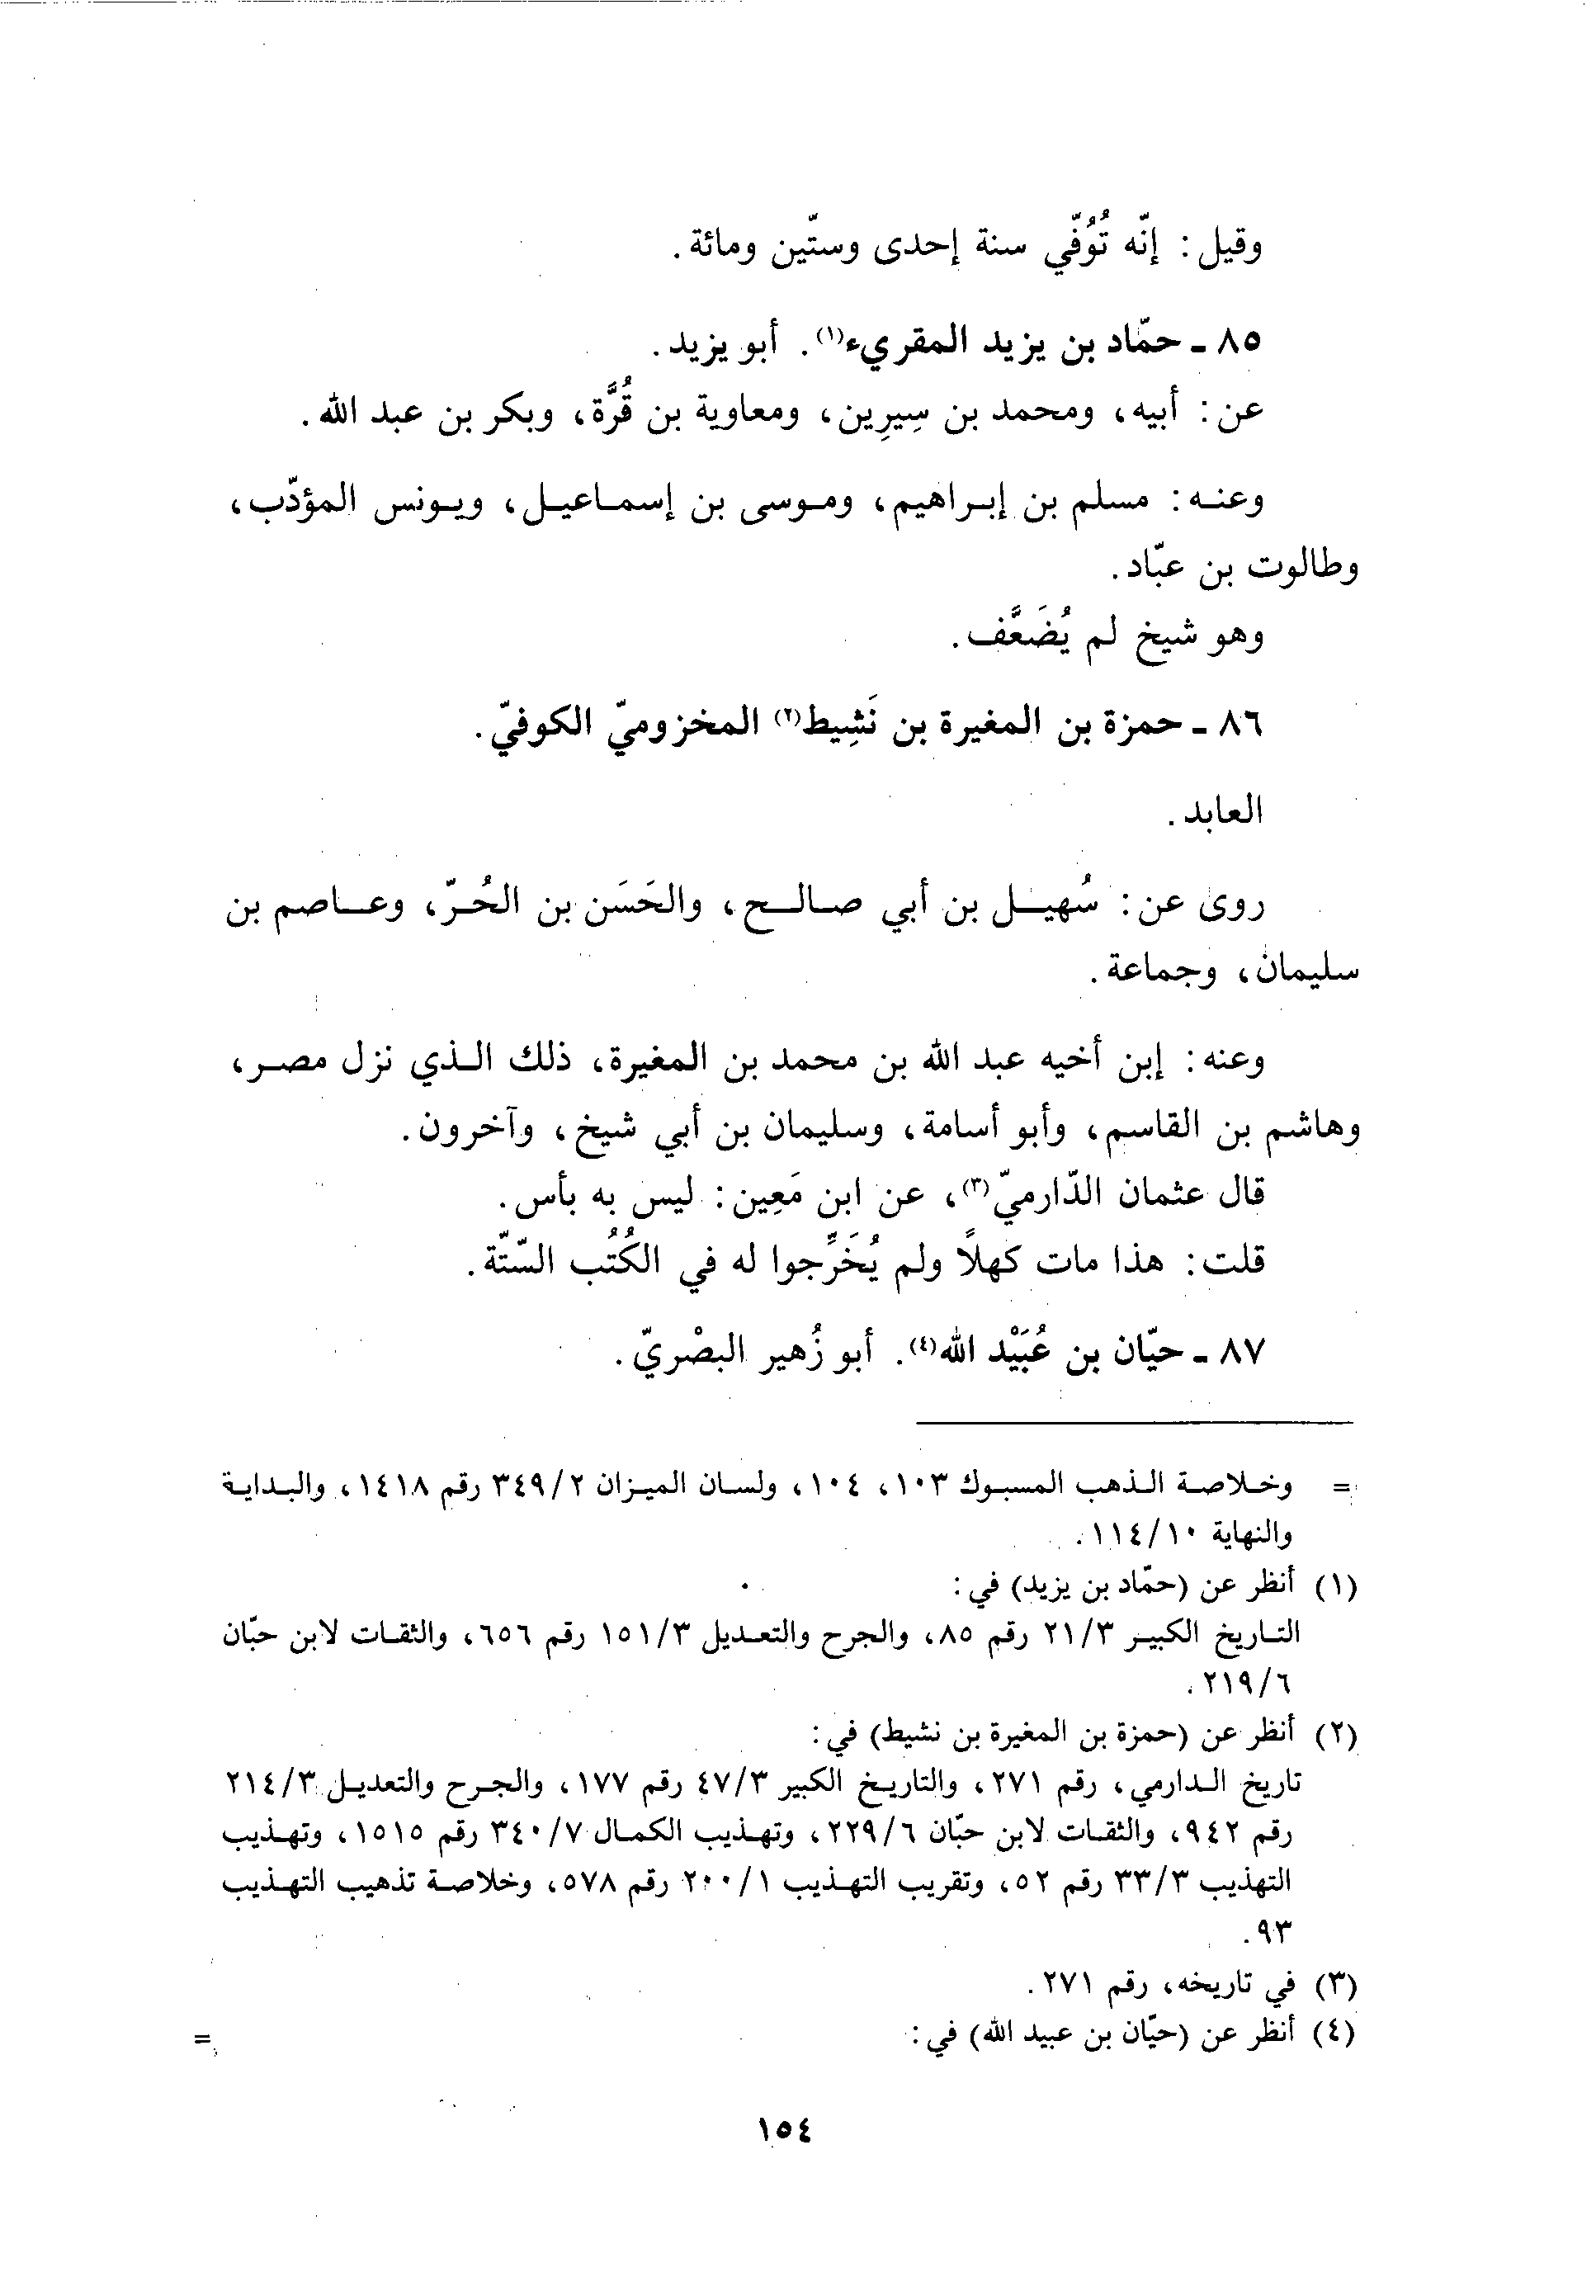 وقيل: إنّه تُوُفّي سنة إحدى وستّين ومائة.
٨٥ ـ حمّاد بن يزيد المقريء(١). أبو يزيد.
عن: أبيه، ومحمد بن سِيرِين، ومعاوية بن قُرَّة، وبكر بن عبد الله.
وعنه: مسلم بن إبراهيم، وموسى بن إسماعيل، ويونس المؤدّب،
وطالوت بن عبّاد.
وهو شيخ لم يُضَعَّف.
٨٦ ـ حمزة بن المغيرة بن نَشِيط(٢) المخزوميّ الكوفيّ.
العابد.
روى عن: سُهيل بن أبي صالح، والحَسَن بن الحُرّ، وعاصم بن
سليمان، وجماعة.
وعنه: إبن أخيه عبد الله بن محمد بن المغيرة، ذلك الذي نزل مصر،
وهاشم بن القاسم، وأبو أسامة، وسليمان بن أبي شيخ، وآخرون.
قال عثمان الدّارميّ(٣)، عن ابن مَعِين: ليس به بأس.
قلت: هذا مات كهلاً ولم يُخَرِّجوا له في الكُتُب السّتّة.
٨٧ ـ حيّان بن عُبَيْد الله(٤). أبو زُهير البصْريّ.
= وخلاصة الذهب المسبوك ١٠٣، ١٠٤، ولسان الميزان ٣٤٩/٢ رقم ١٤١٨، والبداية
والنهاية ١١٤/١٠.
(١) أنظر عن (حمّاد بن يزيد) في:
التاريخ الكبير ٢١/٣ رقم ٨٥، والجرح والتعديل ١٥١/٣ رقم ٦٥٦، والثقات لابن حبّان
٢١٩/٦.
(٢) أنظر عن (حمزة بن المغيرة بن نشيط) في:
تاريخ الدارمي، رقم ٢٧١، والتاريخ الكبير ٤٧/٣ رقم ١٧٧، والجرح والتعديل ٢١٤/٣
رقم ٩٤٢، والثقات لابن حبّان ٢٢٩/٦، وتهذيب الكمال ٣٤٠/٧ رقم ١٥١٥، وتهذيب
التهذيب ٣٣/٣ رقم ٥٢، وتقريب التهذيب ٢٠٠/١ رقم ٥٧٨، وخلاصة تذهيب التهذيب
٩٣.
(٣) في تاريخه، رقم ٢٧١.
(٤) أنظر عن (حيّان بن عبيد الله) في: =
١٥٤